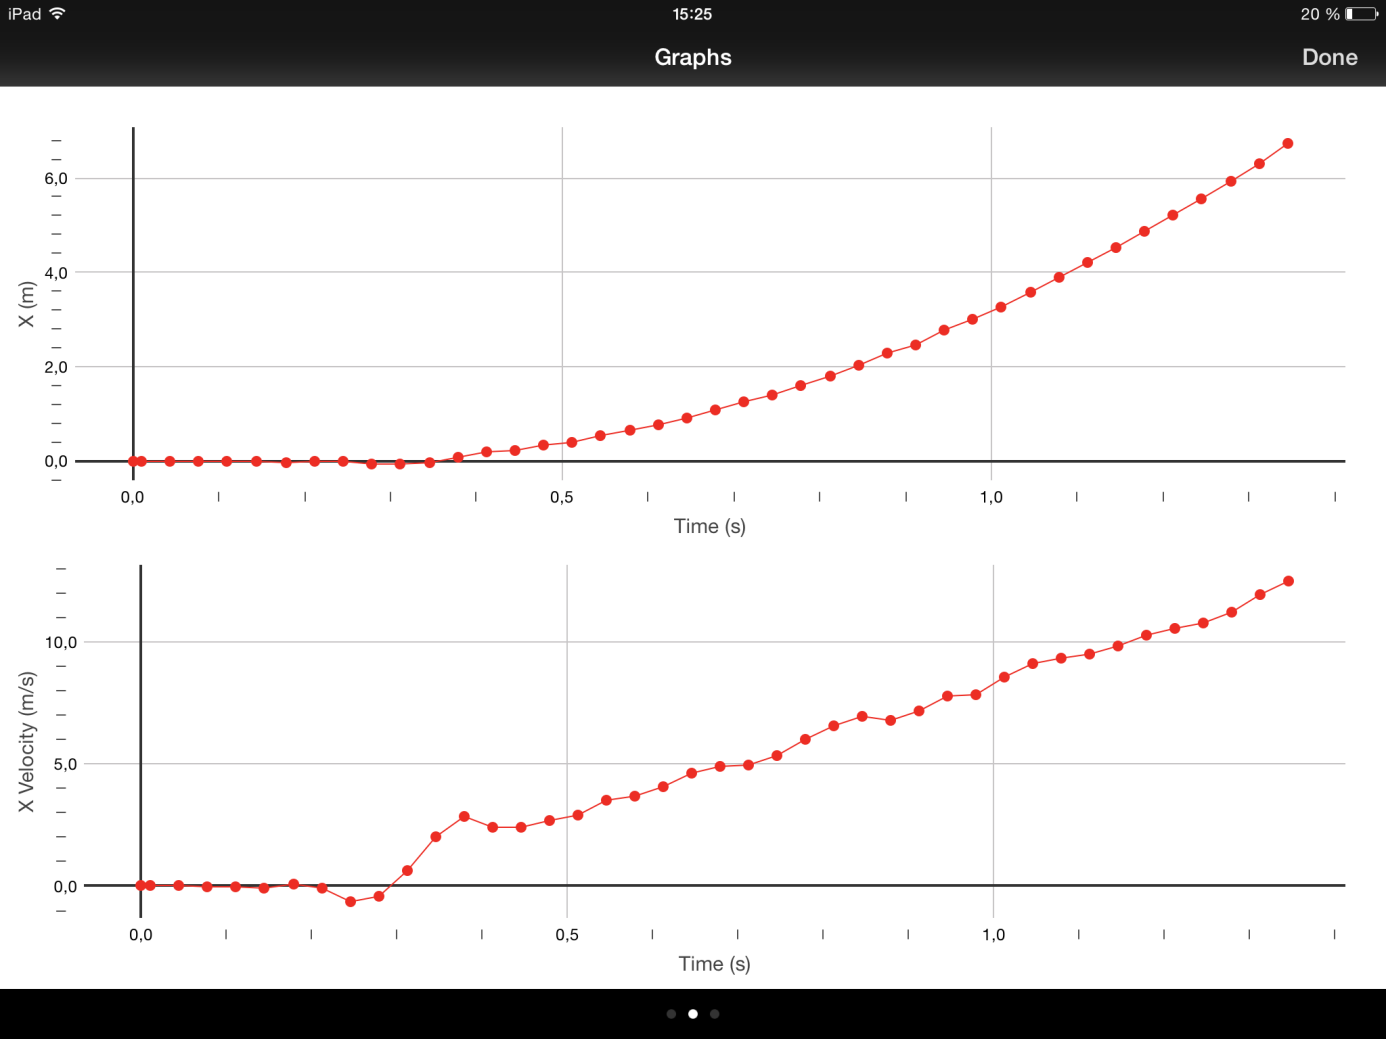 iPad 15:25 20 %
Graphs Done
6,0
4,0
2,0
0,0
X (m)
0,0 0,5 1,0
Time (s)
10,0
5,0
0,0
X Velocity (m/s)
0,0 0,5 1,0
Time (s)